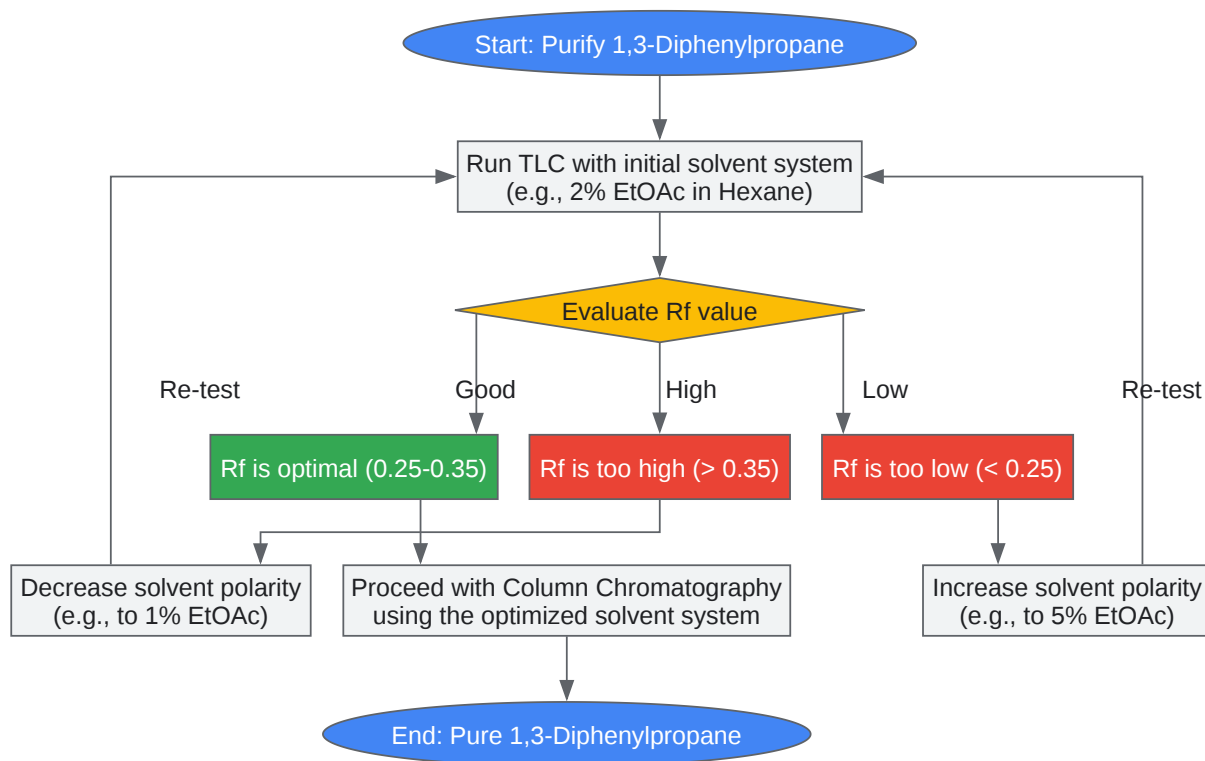 Start: Purify 1,3-Diphenylpropane
Run TLC with initial solvent system
(e.g., 2% EtOAc in Hexane)
Evaluate Rf value
Re-test
Good
High
Low
Re-test
Rf is optimal (0.25-0.35)
Rf is too high (> 0.35)
Rf is too low (< 0.25)
Decrease solvent polarity
(e.g., to 1% EtOAc)
Proceed with Column Chromatography
using the optimized solvent system
Increase solvent polarity
(e.g., to 5% EtOAc)
End: Pure 1,3-Diphenylpropane